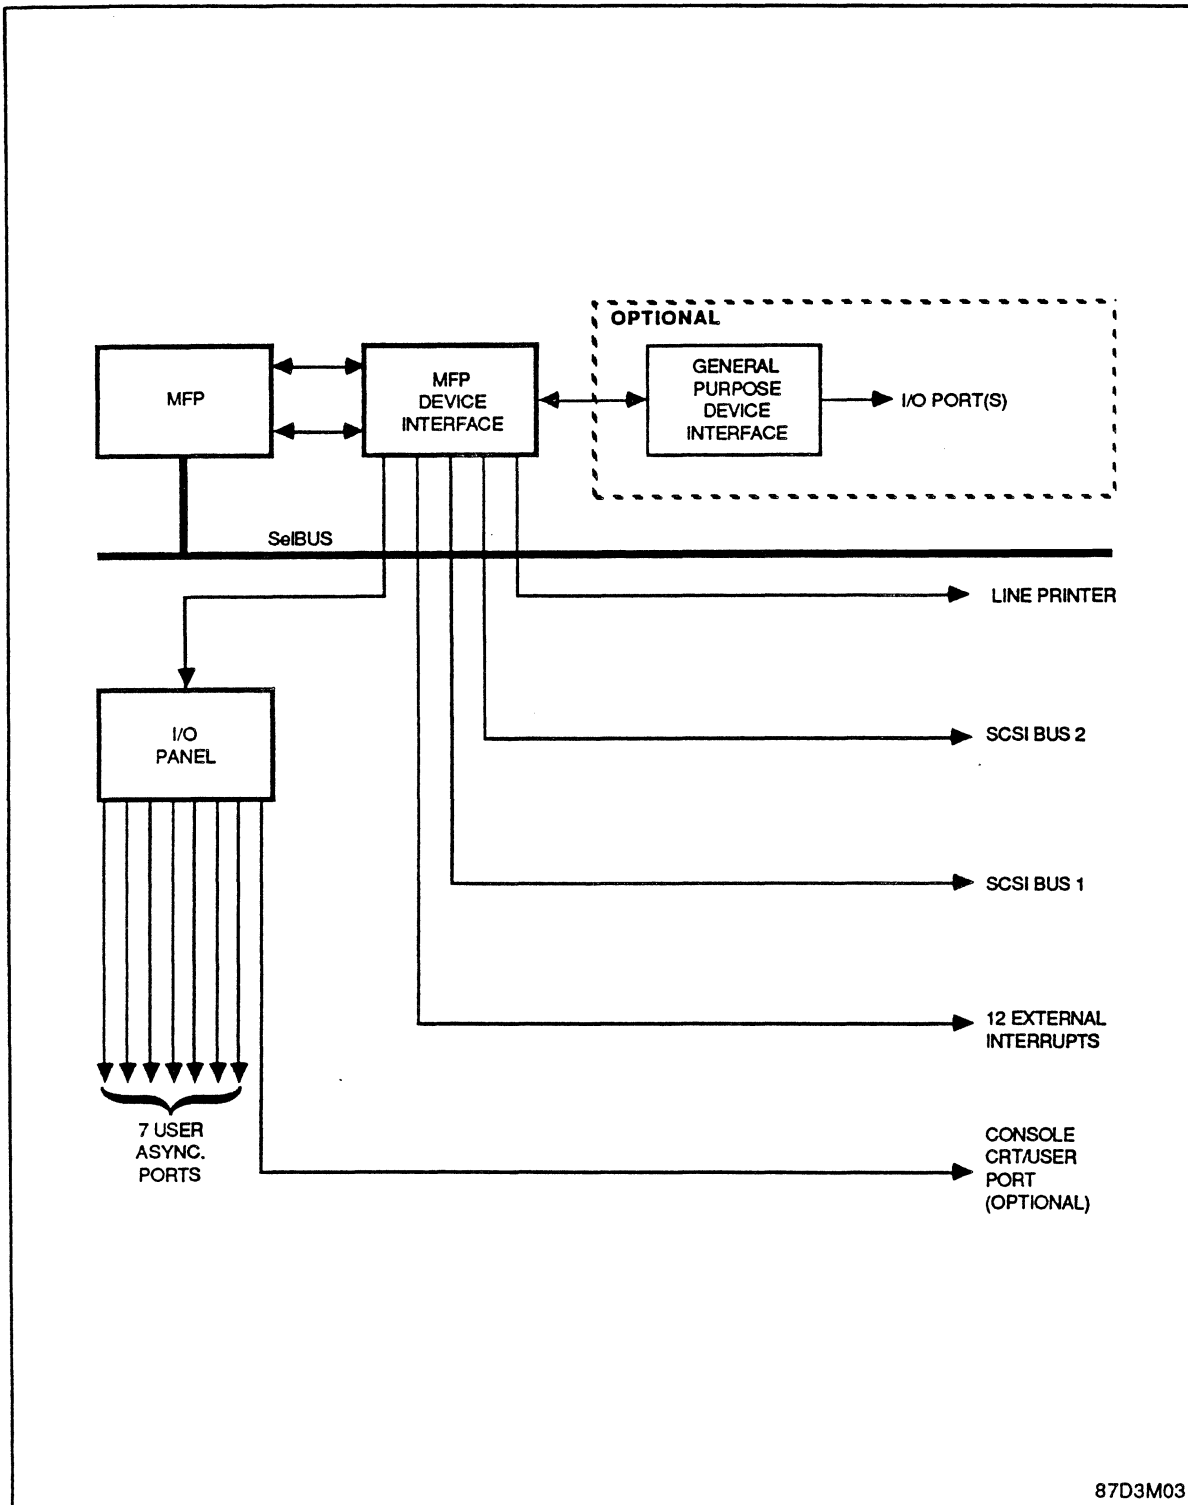 OPTIONAL
MFP
MFP
DEVICE
INTERFACE
GENERAL
PURPOSE
DEVICE
INTERFACE
I/O PORT(S)
SelBUS
LINE PRINTER
I/O
PANEL
SCSI BUS 2
SCSI BUS 1
12 EXTERNAL
INTERRUPTS
7 USER
ASYNC.
PORTS
CONSOLE
CRT/USER
PORT
(OPTIONAL)
87D3M03